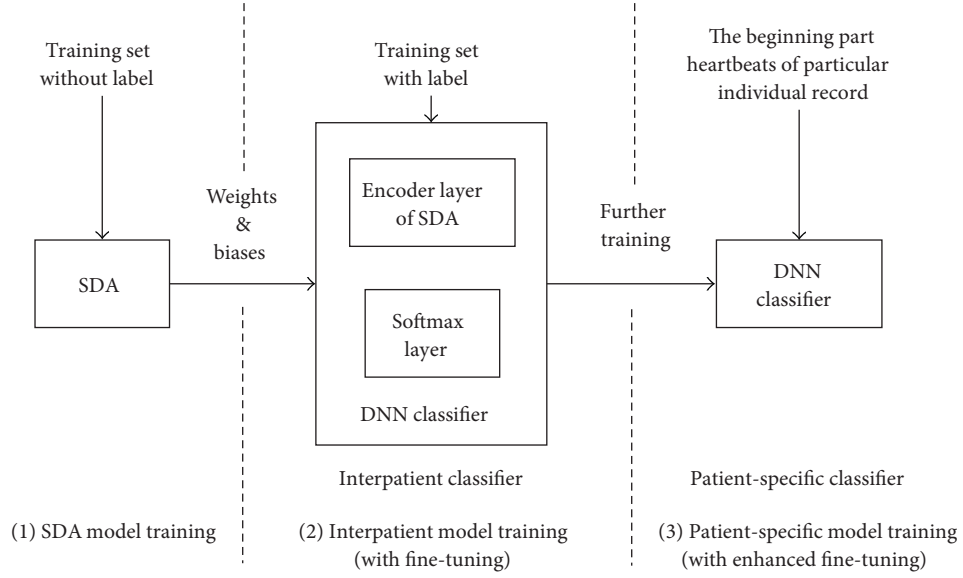 Training set
without label
SDA
(1) SDA model training
Weights
&
biases
Training set
with label
Encoder layer
of SDA
Softmax
layer
DNN classifier
Interpatient classifier
(2) Interpatient model training
(with fine-tuning)
Further
training
The beginning part
heartbeats of particular
individual record
DNN
classifier
Patient-specific classifier
(3) Patient-specific model training
(with enhanced fine-tuning)